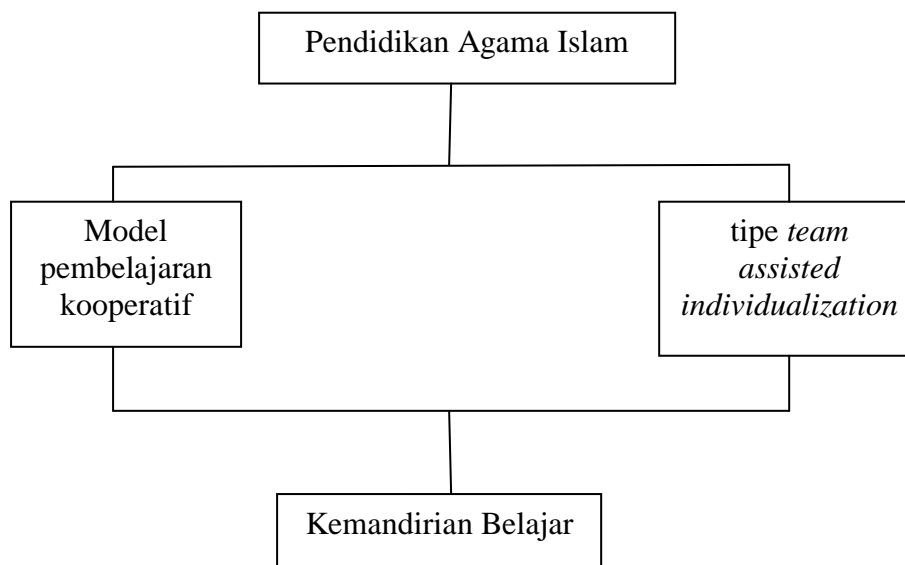 Pendidikan Agama Islam
Model
pembelajaran
kooperatif
tipe team
assisted
individualization
Kemandirian Belajar